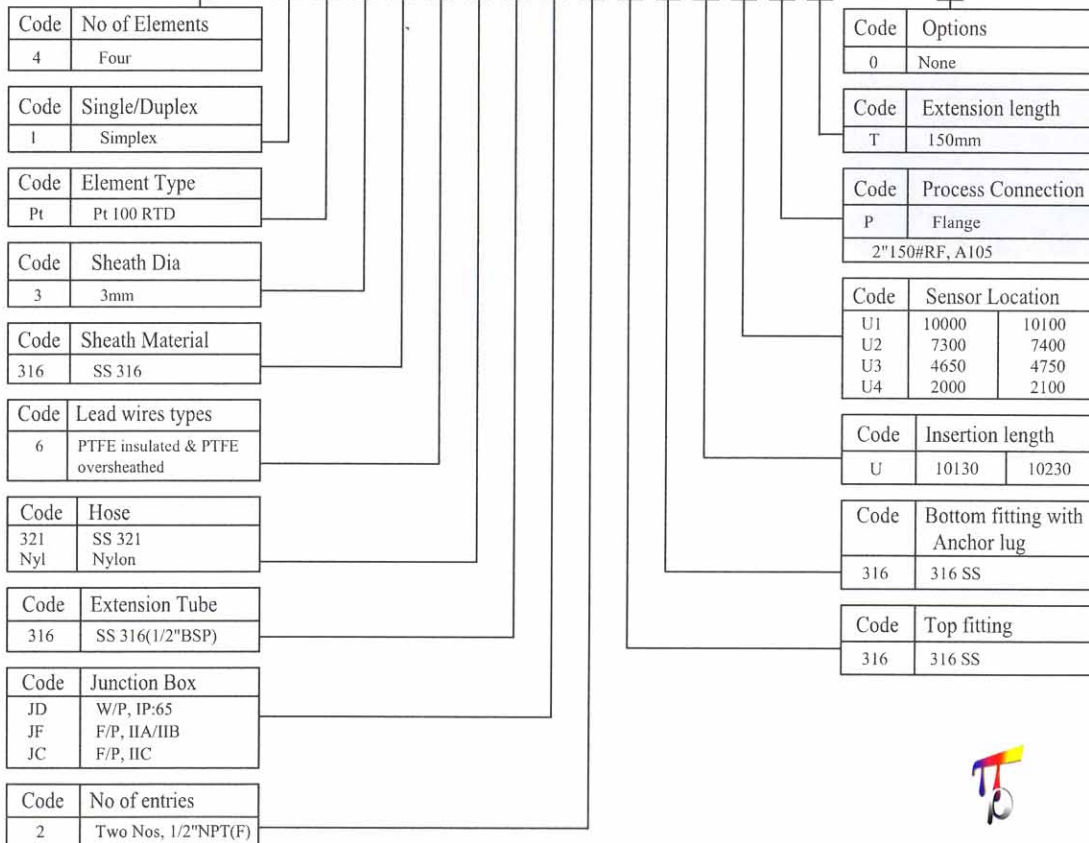 Code No of Elements
4 Four
Code Single/Duplex
1 Simplex
Code Element Type
Pt Pt 100 RTD
Code Sheath Dia
3 3mm
Code Sheath Material
316 SS 316
Code Lead wires types
6 PTFE insulated & PTFE
oversheathed
Code Hose
321 SS 321
Nyl Nylon
Code Extension Tube
316 SS 316(1/2"BSP)
Code Junction Box
JD W/P, IP:65
JF F/P, IIA/IIB
JC F/P, IIC
Code No of entries
2 Two Nos, 1/2"NPT(F)
Code Options
0 None
Code Extension length
T 150mm
Code Process Connection
P Flange
2"150#RF, A105
Code Sensor Location
U1 10000 10100
U2 7300 7400
U3 4650 4750
U4 2000 2100
Code Insertion length
U 10130 10230
Code Bottom fitting with
Anchor lug
316 316 SS
Code Top fitting
316 316 SS